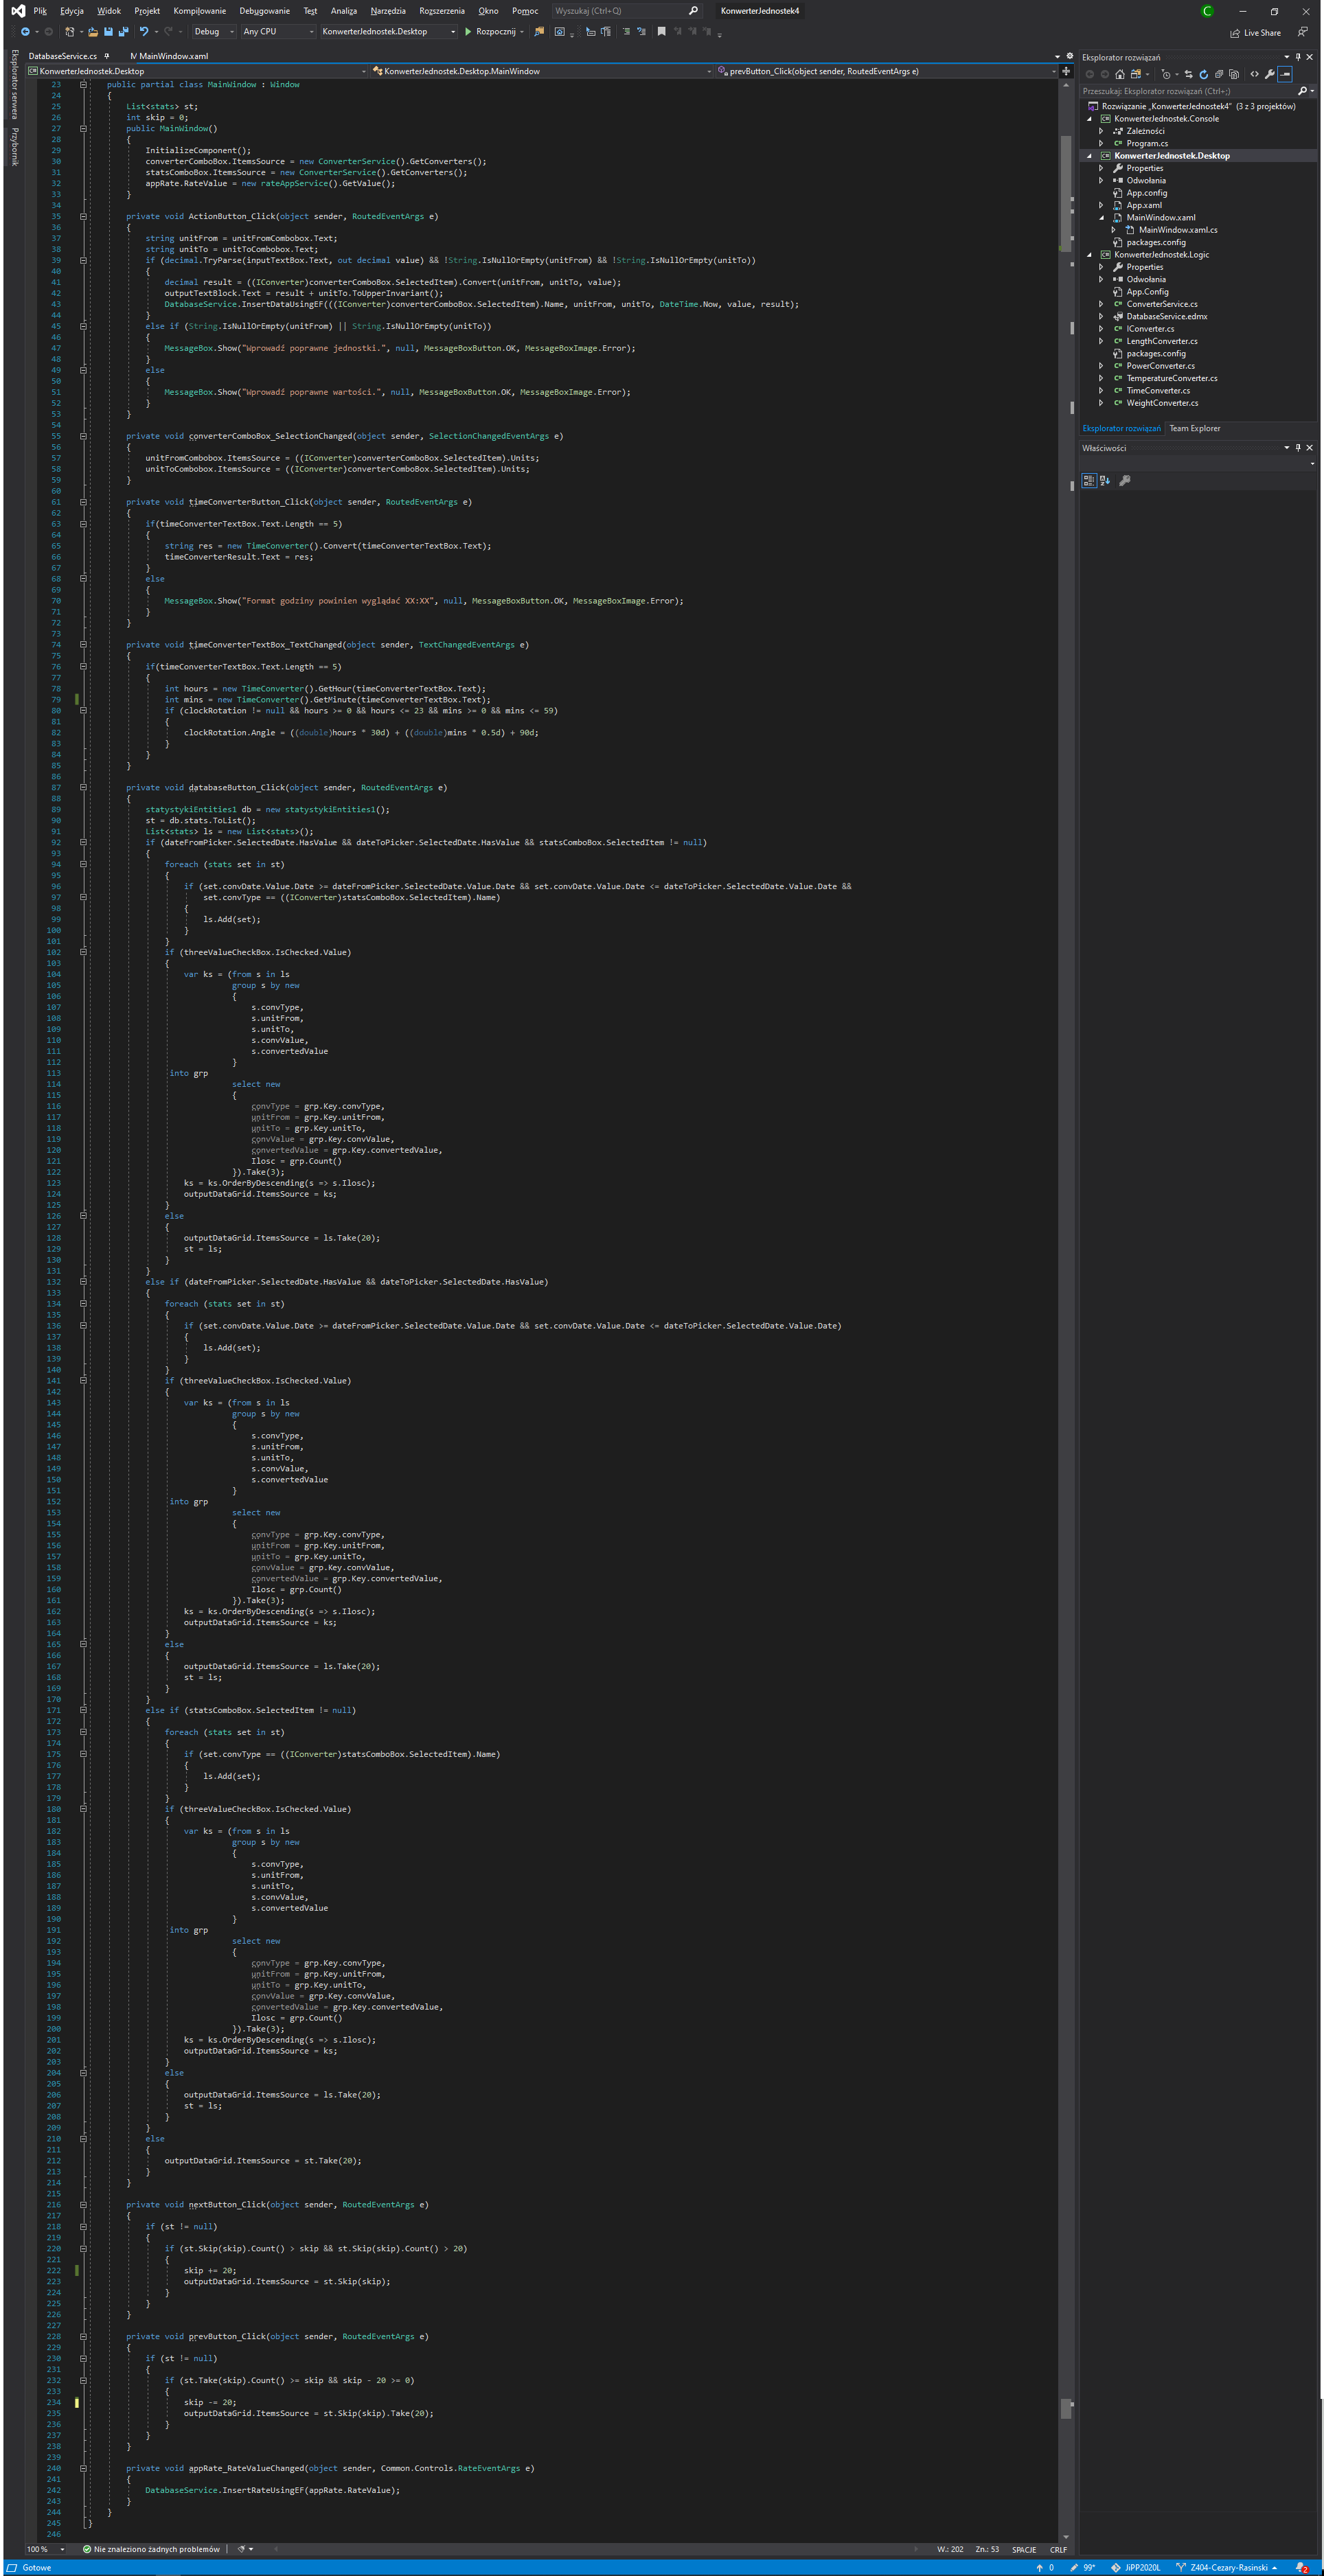 Plik Edycja Widok Projekt Kompilowanie Debugowanie Test Analiza Narzędzia Rozszerzenia Okno Pomoc Wyszukaj (Ctrl+Q) KonwerterJednostek4
Debug Any CPU KonwerterJednostek.Desktop Rozpocznij Live Share
Eksplorator serwera
Przybornik
DatabaseService.cs MainWindow.xaml
KonwerterJednostek.Desktop KonwerterJednostek.Desktop.MainWindow prevButton_Click(object sender, RoutedEventArgs e)
23 public partial class MainWindow : Window
24 {
25 List<stats> st;
26 int skip = 0;
27 public MainWindow()
28 {
29 InitializeComponent();
30 converterComboBox.ItemsSource = new ConverterService().GetConverters();
31 statsComboBox.ItemsSource = new ConverterService().GetConverters();
32 appRate.RateValue = new rateAppService().GetValue();
33 }
34
35 private void ActionButton_Click(object sender, RoutedEventArgs e)
36 {
37 string unitFrom = unitFromCombobox.Text;
38 string unitTo = unitToCombobox.Text;
39 if (decimal.TryParse(inputTextBox.Text, out decimal value) && !String.IsNullOrEmpty(unitFrom) && !String.IsNullOrEmpty(unitTo))
40 {
41 decimal result = ((IConverter)converterComboBox.SelectedItem).Convert(unitFrom, unitTo, value);
42 outputTextBlock.Text = result + unitTo.ToUpperInvariant();
43 DatabaseService.InsertDataUsingEF(((IConverter)converterComboBox.SelectedItem).Name, unitFrom, unitTo, DateTime.Now, value, result);
44 }
45 else if (String.IsNullOrEmpty(unitFrom) || String.IsNullOrEmpty(unitTo))
46 {
47 MessageBox.Show("Wprowadź poprawne jednostki.", null, MessageBoxButton.OK, MessageBoxImage.Error);
48 }
49 else
50 {
51 MessageBox.Show("Wprowadź poprawne wartości.", null, MessageBoxButton.OK, MessageBoxImage.Error);
52 }
53 }
54
55 private void converterComboBox_SelectionChanged(object sender, SelectionChangedEventArgs e)
56 {
57 unitFromCombobox.ItemsSource = ((IConverter)converterComboBox.SelectedItem).Units;
58 unitToCombobox.ItemsSource = ((IConverter)converterComboBox.SelectedItem).Units;
59 }
60
61 private void timeConverterButton_Click(object sender, RoutedEventArgs e)
62 {
63 if(timeConverterTextBox.Text.Length == 5)
64 {
65 string res = new TimeConverter().Convert(timeConverterTextBox.Text);
66 timeConverterResult.Text = res;
67 }
68 else
69 {
70 MessageBox.Show("Format godziny powinien wyglądać XX:XX", null, MessageBoxButton.OK, MessageBoxImage.Error);
71 }
72 }
73
74 private void timeConverterTextBox_TextChanged(object sender, TextChangedEventArgs e)
75 {
76 if(timeConverterTextBox.Text.Length == 5)
77 {
78 int hours = new TimeConverter().GetHour(timeConverterTextBox.Text);
79 int mins = new TimeConverter().GetMinute(timeConverterTextBox.Text);
80 if (clockRotation != null && hours >= 0 && hours <= 23 && mins >= 0 && mins <= 59)
81 {
82 clockRotation.Angle = ((double)hours * 30d) + ((double)mins * 0.5d) + 90d;
83 }
84 }
85 }
86
87 private void databaseButton_Click(object sender, RoutedEventArgs e)
88 {
89 statystykiEntities1 db = new statystykiEntities1();
90 st = db.stats.ToList();
91 List<stats> ls = new List<stats>();
92 if (dateFromPicker.SelectedDate.HasValue && dateToPicker.SelectedDate.HasValue && statsComboBox.SelectedItem != null)
93 {
94 foreach (stats set in st)
95 {
96 if (set.convDate.Value.Date >= dateFromPicker.SelectedDate.Value.Date && set.convDate.Value.Date <= dateToPicker.SelectedDate.Value.Date &&
97 set.convType == ((IConverter)statsComboBox.SelectedItem).Name)
98 {
99 ls.Add(set);
100 }
101 }
102 if (threeValueCheckBox.IsChecked.Value)
103 {
104 var ks = (from s in ls
105 group s by new
106 {
107 s.convType,
108 s.unitFrom,
109 s.unitTo,
110 s.convValue,
111 s.convertedValue
112 }
113 into grp
114 select new
115 {
116 convType = grp.Key.convType,
117 unitFrom = grp.Key.unitFrom,
118 unitTo = grp.Key.unitTo,
119 convValue = grp.Key.convValue,
120 convertedValue = grp.Key.convertedValue,
121 Ilosc = grp.Count()
122 }).Take(3);
123 ks = ks.OrderByDescending(s => s.Ilosc);
124 outputDataGrid.ItemsSource = ks;
125 }
126 else
127 {
128 outputDataGrid.ItemsSource = ls.Take(20);
129 st = ls;
130 }
131 }
132 else if (dateFromPicker.SelectedDate.HasValue && dateToPicker.SelectedDate.HasValue)
133 {
134 foreach (stats set in st)
135 {
136 if (set.convDate.Value.Date >= dateFromPicker.SelectedDate.Value.Date && set.convDate.Value.Date <= dateToPicker.SelectedDate.Value.Date)
137 {
138 ls.Add(set);
139 }
140 }
141 if (threeValueCheckBox.IsChecked.Value)
142 {
143 var ks = (from s in ls
144 group s by new
145 {
146 s.convType,
147 s.unitFrom,
148 s.unitTo,
149 s.convValue,
150 s.convertedValue
151 }
152 into grp
153 select new
154 {
155 convType = grp.Key.convType,
156 unitFrom = grp.Key.unitFrom,
157 unitTo = grp.Key.unitTo,
158 convValue = grp.Key.convValue,
159 convertedValue = grp.Key.convertedValue,
160 Ilosc = grp.Count()
161 }).Take(3);
162 ks = ks.OrderByDescending(s => s.Ilosc);
163 outputDataGrid.ItemsSource = ks;
164 }
165 else
166 {
167 outputDataGrid.ItemsSource = ls.Take(20);
168 st = ls;
169 }
170 }
171 else if (statsComboBox.SelectedItem != null)
172 {
173 foreach (stats set in st)
174 {
175 if (set.convType == ((IConverter)statsComboBox.SelectedItem).Name)
176 {
177 ls.Add(set);
178 }
179 }
180 if (threeValueCheckBox.IsChecked.Value)
181 {
182 var ks = (from s in ls
183 group s by new
184 {
185 s.convType,
186 s.unitFrom,
187 s.unitTo,
188 s.convValue,
189 s.convertedValue
190 }
191 into grp
192 select new
193 {
194 convType = grp.Key.convType,
195 unitFrom = grp.Key.unitFrom,
196 unitTo = grp.Key.unitTo,
197 convValue = grp.Key.convValue,
198 convertedValue = grp.Key.convertedValue,
199 Ilosc = grp.Count()
200 }).Take(3);
201 ks = ks.OrderByDescending(s => s.Ilosc);
202 outputDataGrid.ItemsSource = ks;
203 }
204 else
205 {
206 outputDataGrid.ItemsSource = ls.Take(20);
207 st = ls;
208 }
209 }
210 else
211 {
212 outputDataGrid.ItemsSource = st.Take(20);
213 }
214 }
215
216 private void nextButton_Click(object sender, RoutedEventArgs e)
217 {
218 if (st != null)
219 {
220 if (st.Skip(skip).Count() > skip && st.Skip(skip).Count() > 20)
221 {
222 skip += 20;
223 outputDataGrid.ItemsSource = st.Skip(skip);
224 }
225 }
226 }
227
228 private void prevButton_Click(object sender, RoutedEventArgs e)
229 {
230 if (st != null)
231 {
232 if (st.Take(skip).Count() >= skip && skip - 20 >= 0)
233 {
234 skip -= 20;
235 outputDataGrid.ItemsSource = st.Skip(skip).Take(20);
236 }
237 }
238 }
239
240 private void appRate_RateValueChanged(object sender, Common.Controls.RateEventArgs e)
241 {
242 DatabaseService.InsertRateUsingEF(appRate.RateValue);
243 }
244 }
245 }
246
100 % Nie znaleziono żadnych problemów W.: 202 Zn.: 53 SPACJE CRLF
Eksplorator rozwiązań
Przeszukaj: Eksplorator rozwiązań (Ctrl+;)
Rozwiązanie „KonwerterJednostek4" (3 z 3 projektów)
KonwerterJednostek.Console
Zależności
Program.cs
KonwerterJednostek.Desktop
Properties
Odwołania
App.config
App.xaml
MainWindow.xaml
MainWindow.xaml.cs
packages.config
KonwerterJednostek.Logic
Properties
Odwołania
App.Config
ConverterService.cs
DatabaseService.edmx
IConverter.cs
LengthConverter.cs
packages.config
PowerConverter.cs
TemperatureConverter.cs
TimeConverter.cs
WeightConverter.cs
Eksplorator rozwiązań Team Explorer
Właściwości
Gotowe 0 99* JiPP2020L Z404-Cezary-Rasinski 2